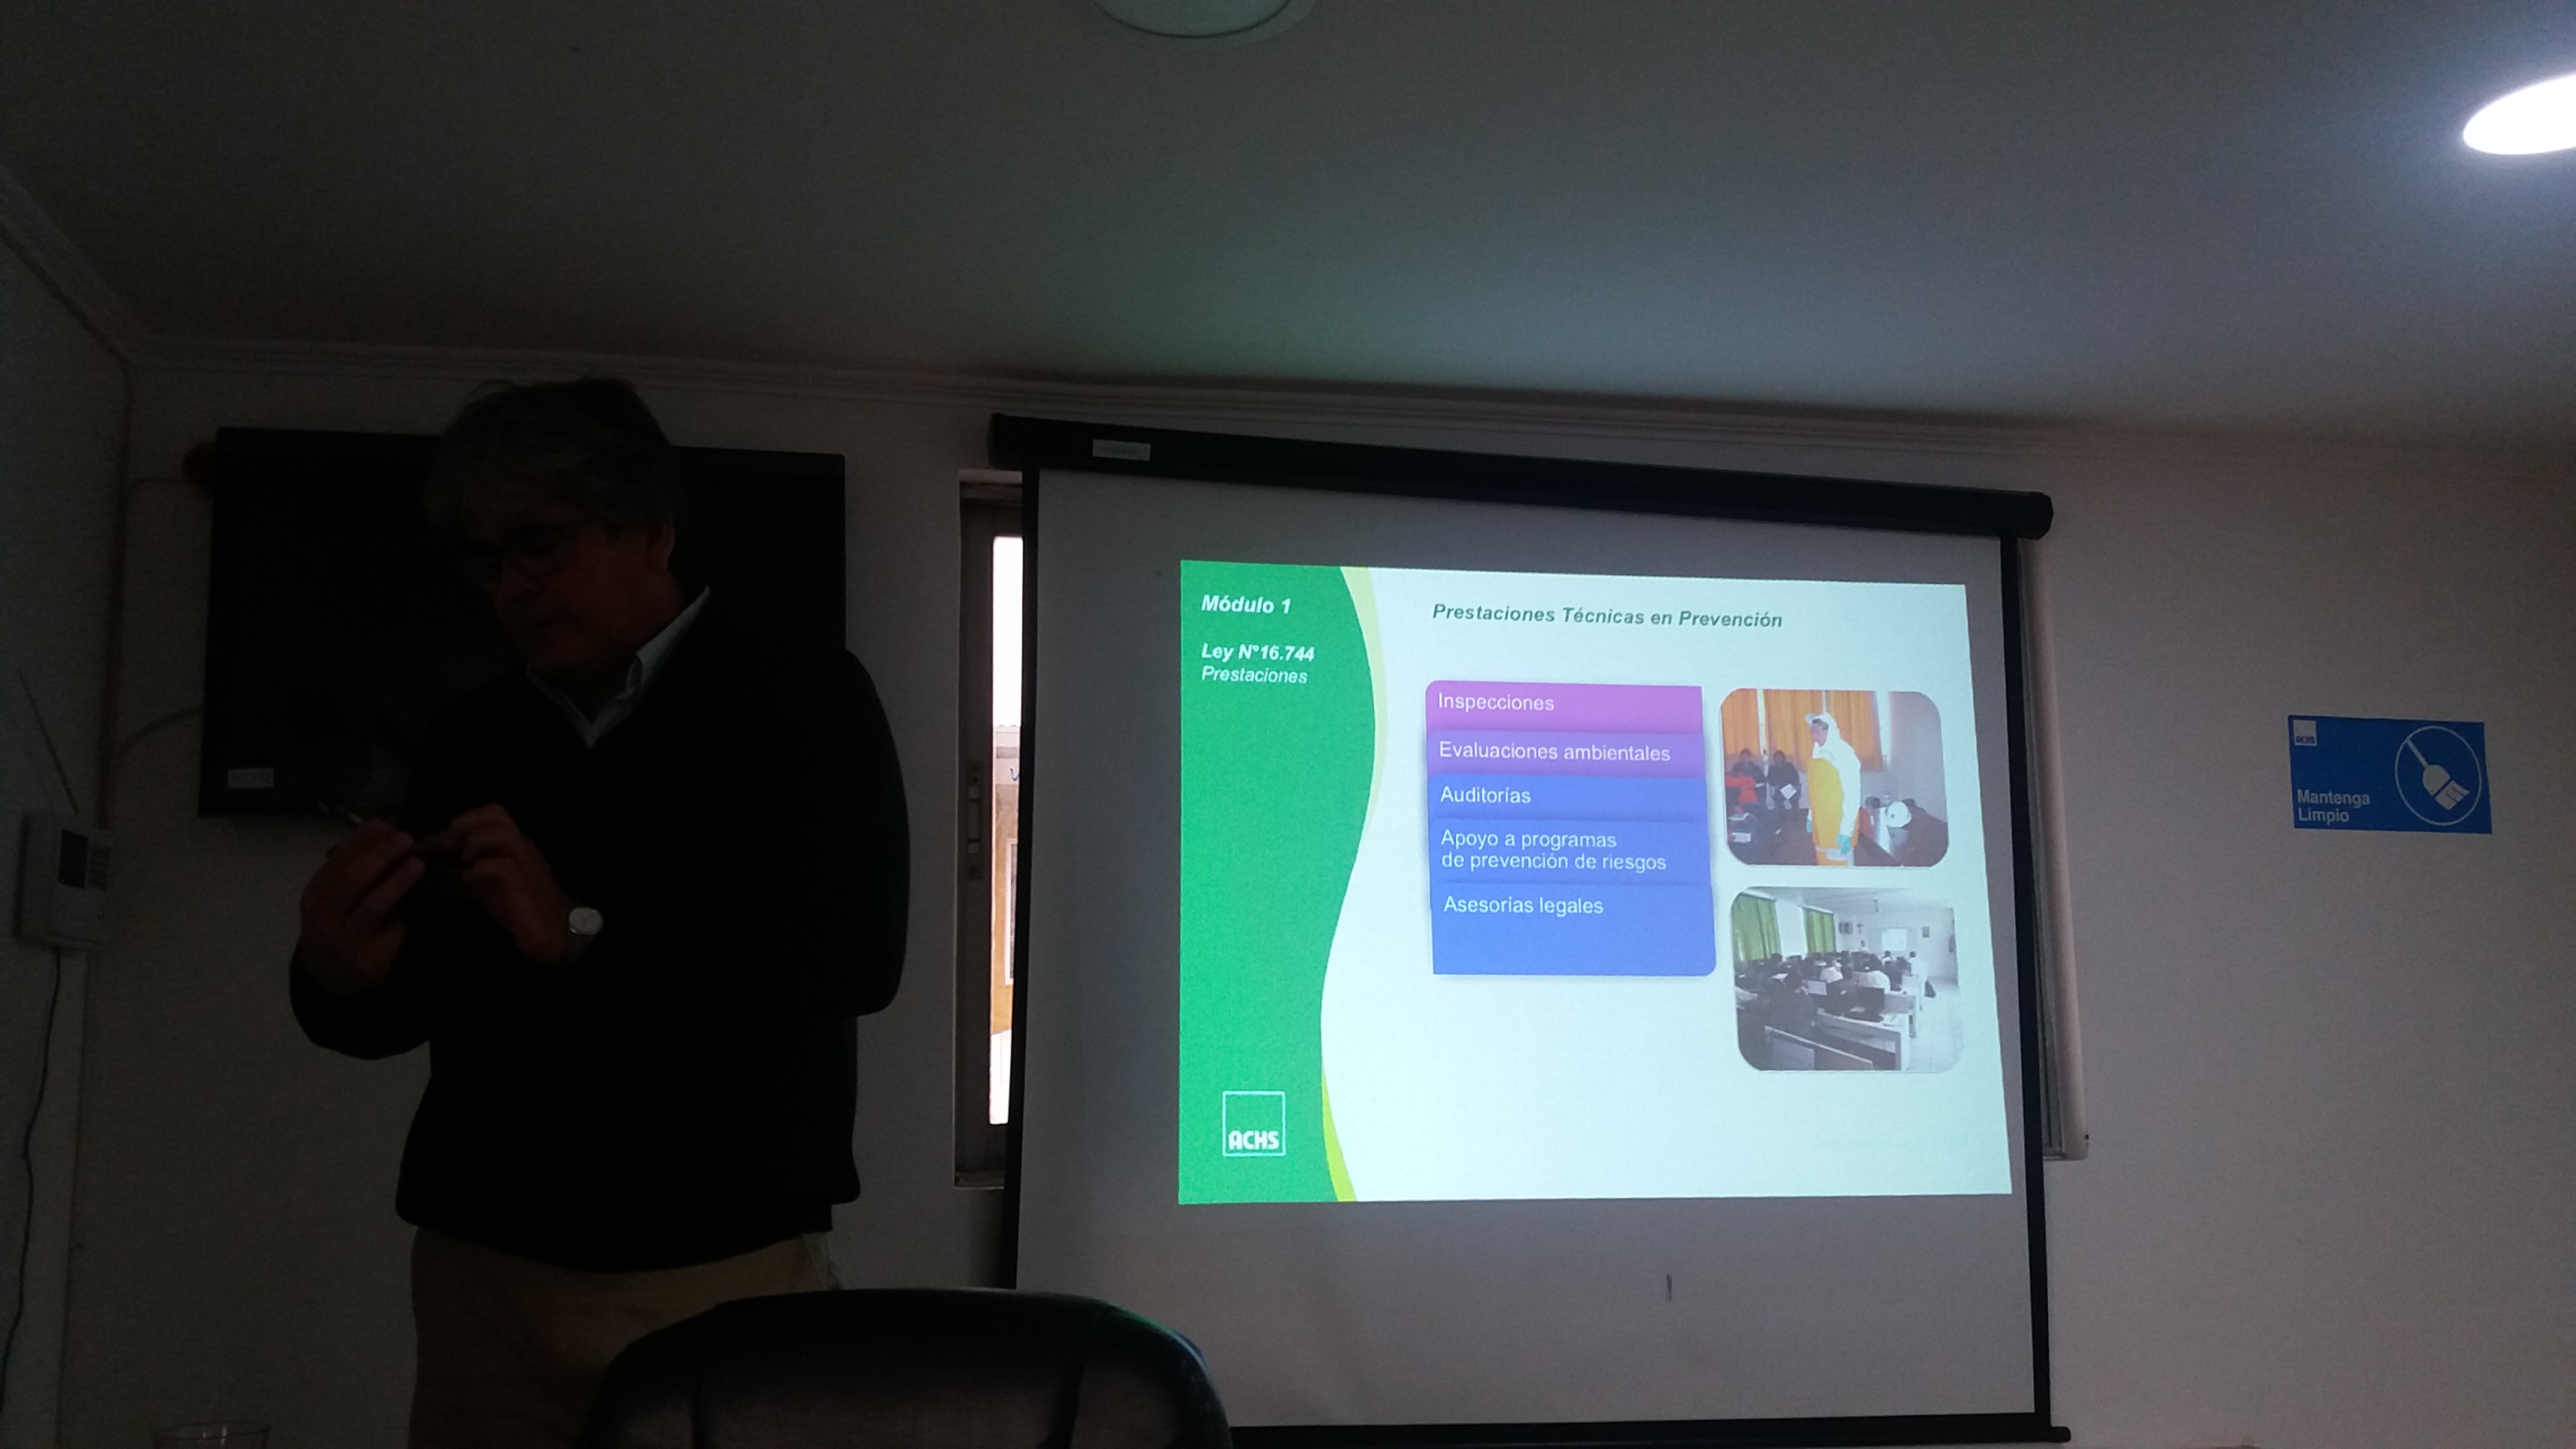 Módulo 1
Ley N°16.744
Prestaciones
Prestaciones Técnicas en Prevención
Inspecciones
Evaluaciones ambientales
Auditorías
Apoyo a programas
de prevención de riesgos
Asesorías legales
ACHS
ACHS
Mantenga
Limpio